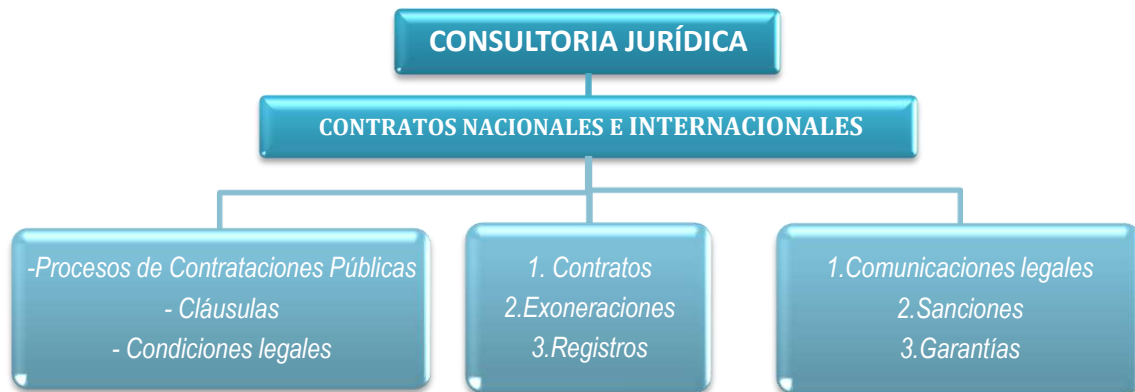 CONSULTORIA JURÍDICA
CONTRATOS NACIONALES E INTERNACIONALES
-Procesos de Contrataciones Públicas
- Cláusulas
- Condiciones legales
1. Contratos
2.Exoneraciones
3.Registros
1.Comunicaciones legales
2.Sanciones
3.Garantías